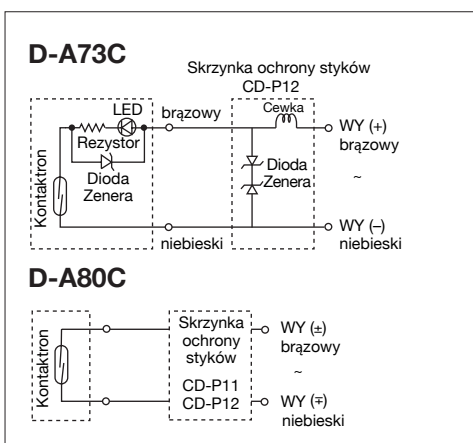 D-A73C
Skrzynka ochrony styków
CD-P12
LED
brązowy
Cewka
Rezystor
WY (+)
brązowy
Dioda
Zenera
Dioda
Zenera
~
Kontaktron
niebieski
WY (–)
niebieski
D-A80C
Kontaktron
Skrzynka
ochrony
styków
CD-P11
CD-P12
WY (±)
brązowy
~
WY (∓)
niebieski